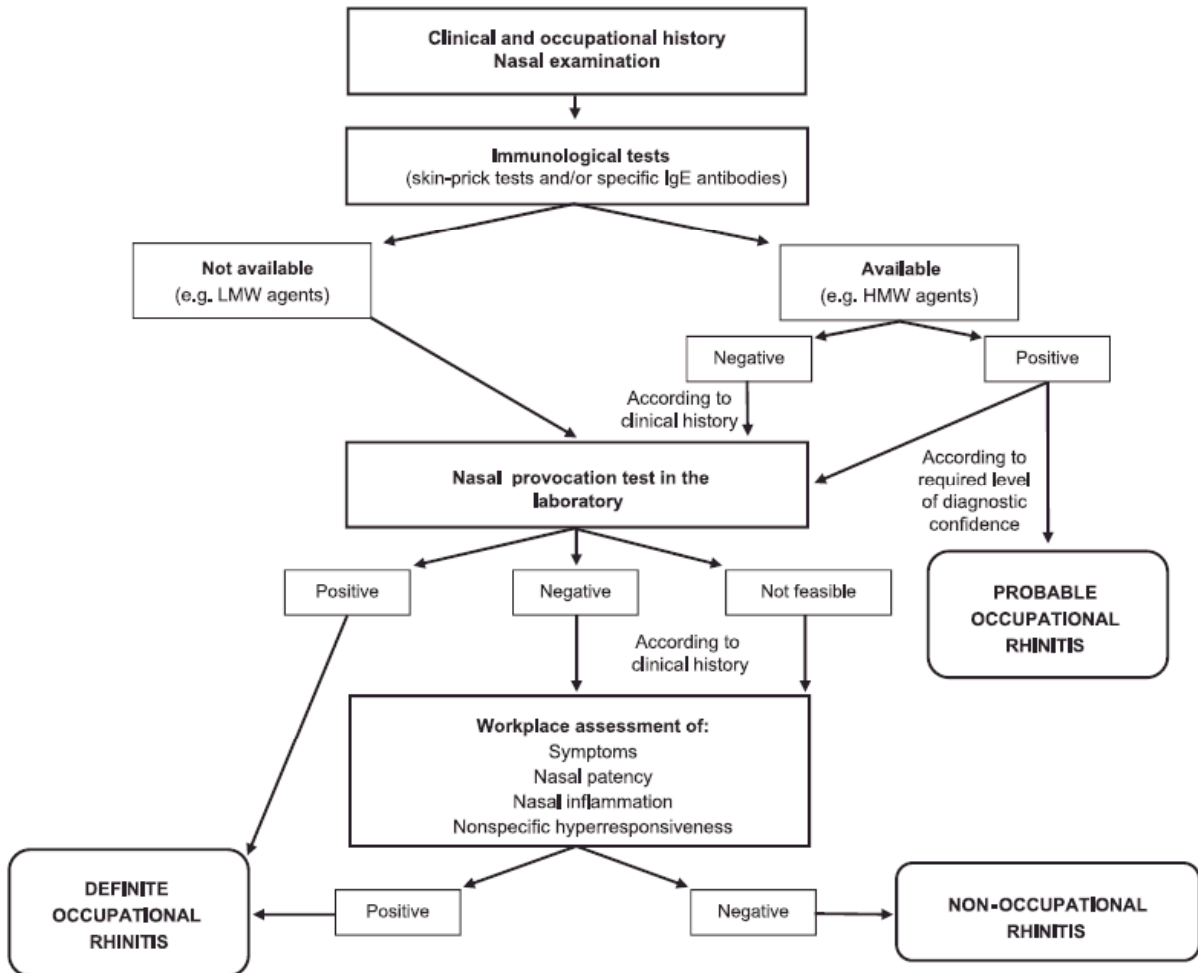 Clinical and occupational history
Nasal examination
Immunological tests
(skin-prick tests and/or specific IgE antibodies)
Not available
(e.g. LMW agents)
Available
(e.g. HMW agents)
Negative
Positive
According to
clinical history
According to
required level
of diagnostic
confidence
Nasal provocation test in the
laboratory
Positive
Negative
Not feasible
PROBABLE
OCCUPATIONAL
RHINITIS
According to
clinical history
Workplace assessment of:
Symptoms
Nasal patency
Nasal inflammation
Nonspecific hyperresponsiveness
DEFINITE
OCCUPATIONAL
RHINITIS
Positive
Negative
NON-OCCUPATIONAL
RHINITIS